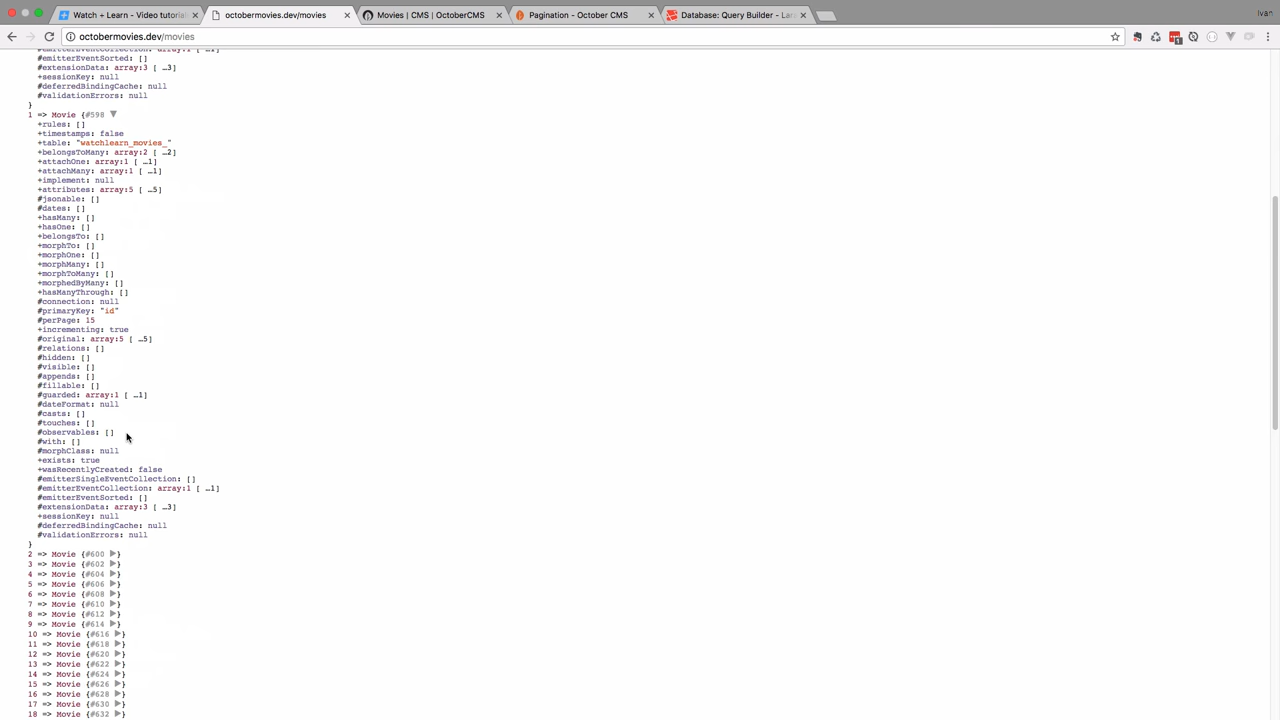 Watch + Learn - Video tutorial
octobermovies.dev/movies
Movies | CMS | OctoberCMS
Pagination - October CMS
Database: Query Builder - Lar
Ivan
octobermovies.dev/movies
#emitterEventCollection: array:1 [ …1]
#emitterEventSorted: []
#extensionData: array:3 [ …3]
+sessionKey: null
#deferredBindingCache: null
#validationErrors: null
}
1 => Movie {#598 ▼
+rules: []
+timestamps: false
+table: "watchlearn_movies_"
+belongsToMany: array:2 [ …2]
+attachOne: array:1 [ …1]
+attachMany: array:1 [ …1]
+implement: null
+attributes: array:5 [ …5]
#jsonable: []
#dates: []
+hasMany: []
+hasOne: []
+belongsTo: []
+morphTo: []
+morphOne: []
+morphMany: []
+morphToMany: []
+morphedByMany: []
+hasManyThrough: []
#connection: null
#primaryKey: "id"
#perPage: 15
+incrementing: true
#original: array:5 [ …5]
#relations: []
#hidden: []
#visible: []
#appends: []
#fillable: []
#guarded: array:1 [ …1]
#dateFormat: null
#casts: []
#touches: []
#observables: []
#with: []
#morphClass: null
+exists: true
+wasRecentlyCreated: false
#emitterSingleEventCollection: []
#emitterEventCollection: array:1 [ …1]
#emitterEventSorted: []
#extensionData: array:3 [ …3]
+sessionKey: null
#deferredBindingCache: null
#validationErrors: null
}
2 => Movie {#600 ▶}
3 => Movie {#602 ▶}
4 => Movie {#604 ▶}
5 => Movie {#606 ▶}
6 => Movie {#608 ▶}
7 => Movie {#610 ▶}
8 => Movie {#612 ▶}
9 => Movie {#614 ▶}
10 => Movie {#616 ▶}
11 => Movie {#618 ▶}
12 => Movie {#620 ▶}
13 => Movie {#622 ▶}
14 => Movie {#624 ▶}
15 => Movie {#626 ▶}
16 => Movie {#628 ▶}
17 => Movie {#630 ▶}
18 => Movie {#632 ▶}